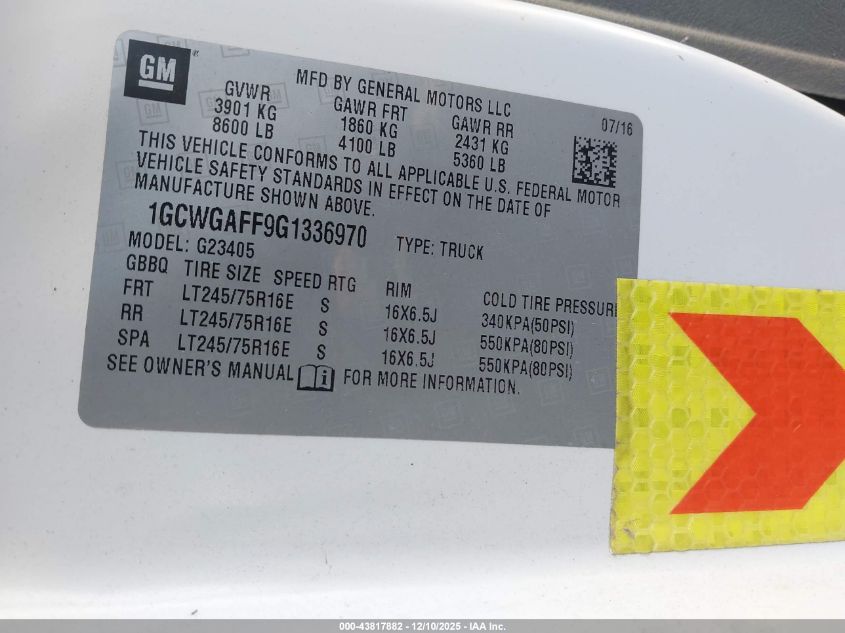 GM
MFD BY GENERAL MOTORS LLC
GVWR GAWR FRT GAWR RR 07/16
3901 KG 1860 KG 2431 KG
8600 LB 4100 LB 5360 LB
THIS VEHICLE CONFORMS TO ALL APPLICABLE U.S. FEDERAL MOTOR
VEHICLE SAFETY STANDARDS IN EFFECT ON THE DATE OF
MANUFACTURE SHOWN ABOVE.
1GCWGAFF9G1336970
MODEL: G23405 TYPE: TRUCK
GBBQ TIRE SIZE SPEED RTG RIM COLD TIRE PRESSURE
FRT LT245/75R16E S 16X6.5J 340KPA(50PSI)
RR LT245/75R16E S 16X6.5J 550KPA(80PSI)
SPA LT245/75R16E S 16X6.5J 550KPA(80PSI)
SEE OWNER'S MANUAL i FOR MORE INFORMATION.
000-43817882 - 12/10/2025 - IAA Inc.